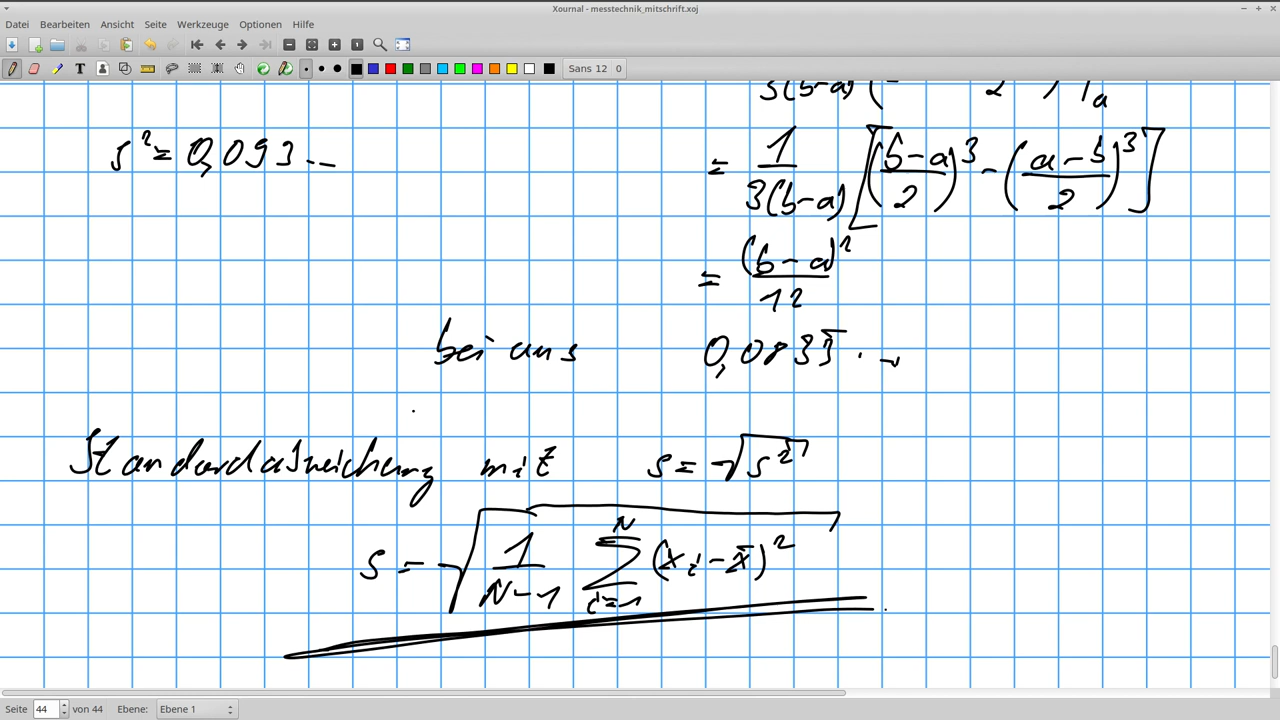 Xournal - messtechnik_mitschrift.xoj
Datei Bearbeiten Ansicht Seite Werkzeuge Optionen Hilfe
Sans 12 0
s² = 0,093...
= 1/(3(b-a)) [((b-a)/2)³ - ((a-b)/2)³]
= (b-a)²/12
bei uns 0,0833...
Standardabweichung mit s = √s²
s = √(1/(N-1) ∑_{i=1}^{N} (x_i - x̄)²)
Seite 44 von 44 Ebene: Ebene 1